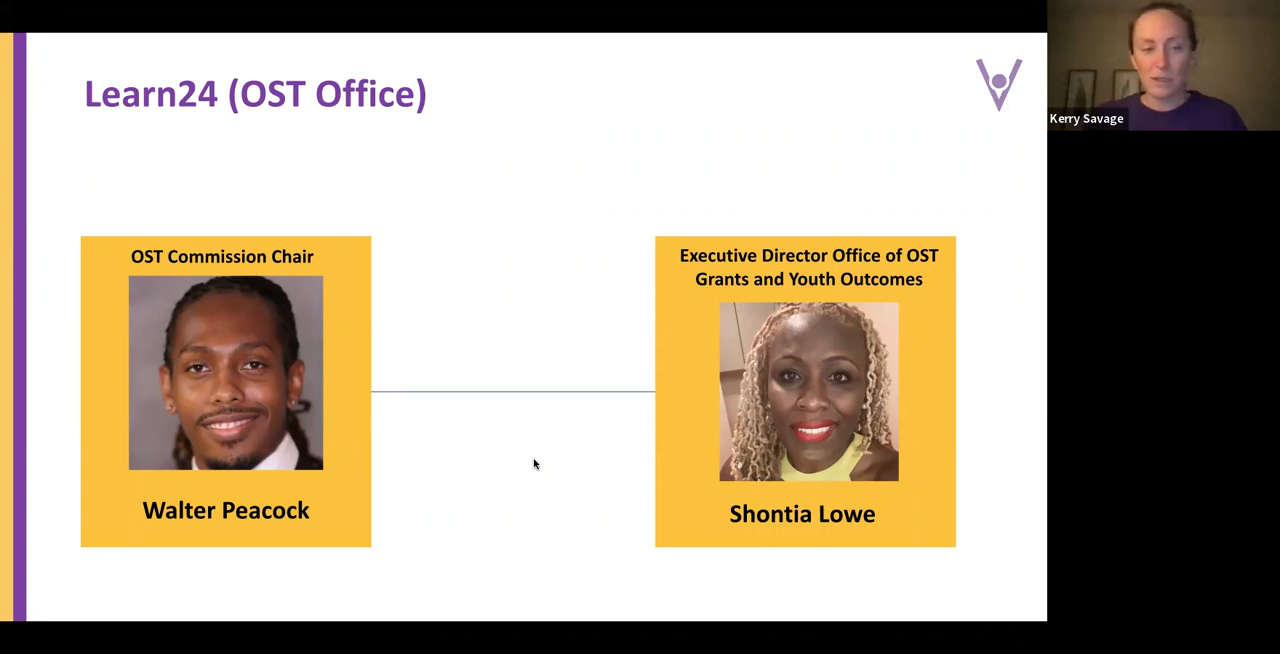 Learn24 (OST Office)
OST Commission Chair
Walter Peacock
Executive Director Office of OST
Grants and Youth Outcomes
Shontia Lowe
Kerry Savage